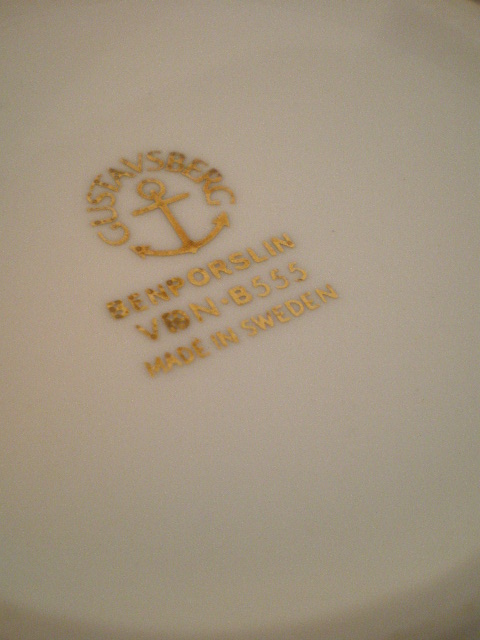 GUSTAVSBERG
BENPORSLIN
VBN-B555
MADE IN SWEDEN